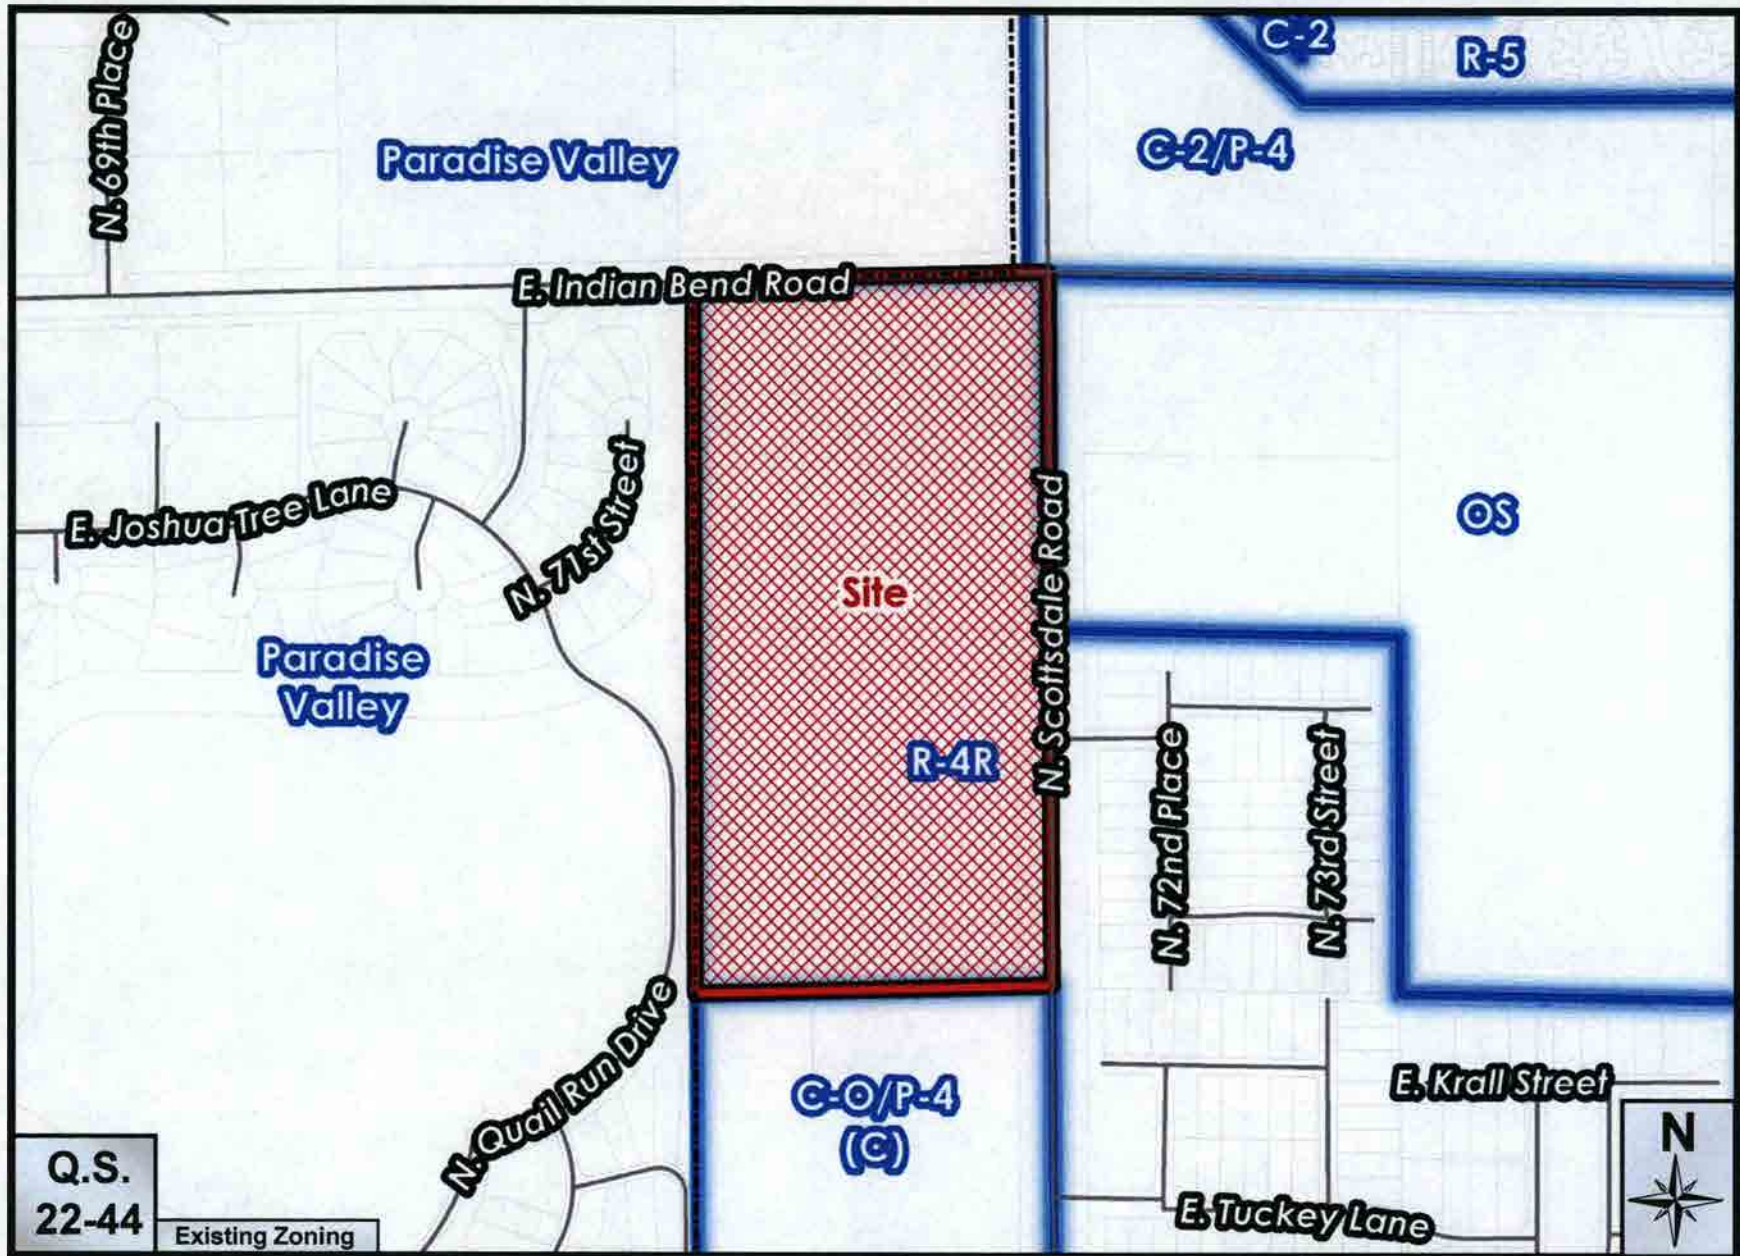 C-2
R-5
N. 69th Place
Paradise Valley
C-2/P-4
E. Indian Bend Road
E. Joshua Tree Lane
N. 71st Street
N. Scottsdale Road
OS
Site
Paradise
Valley
R-4R
N. 72nd Place
N. 73rd Street
N. Quail Run Drive
C-O/P-4
(C)
E. Krall Street
E. Tuckey Lane
Q.S.
22-44
Existing Zoning
N